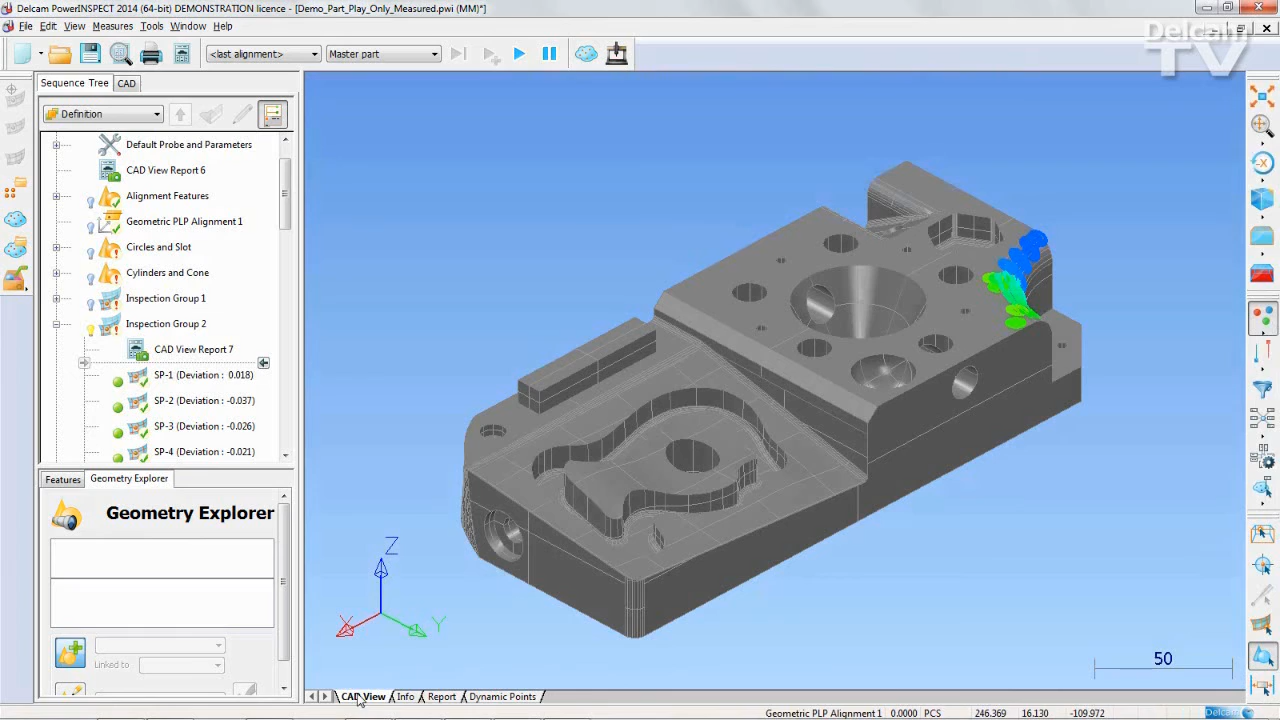 Delcam PowerINSPECT 2014 (64-bit) DEMONSTRATION licence - [Demo_Part_Play_Only_Measured.pwi (MM)*]
File Edit View Measures Tools Window Help
Delcam
TV
<last alignment> Master part
Sequence Tree CAD
Definition
Default Probe and Parameters
CAD View Report 6
Alignment Features
Geometric PLP Alignment 1
Circles and Slot
Cylinders and Cone
Inspection Group 1
Inspection Group 2
CAD View Report 7
SP-1 (Deviation : 0.018)
SP-2 (Deviation : -0.037)
SP-3 (Deviation : -0.026)
SP-4 (Deviation : -0.021)
Features Geometry Explorer
Geometry Explorer
Linked to
Z
X
Y
50
CAD View Info Report Dynamic Points
Geometric PLP Alignment 1 0.0000 PCS 246.369 16.130 -109.972
Delcam